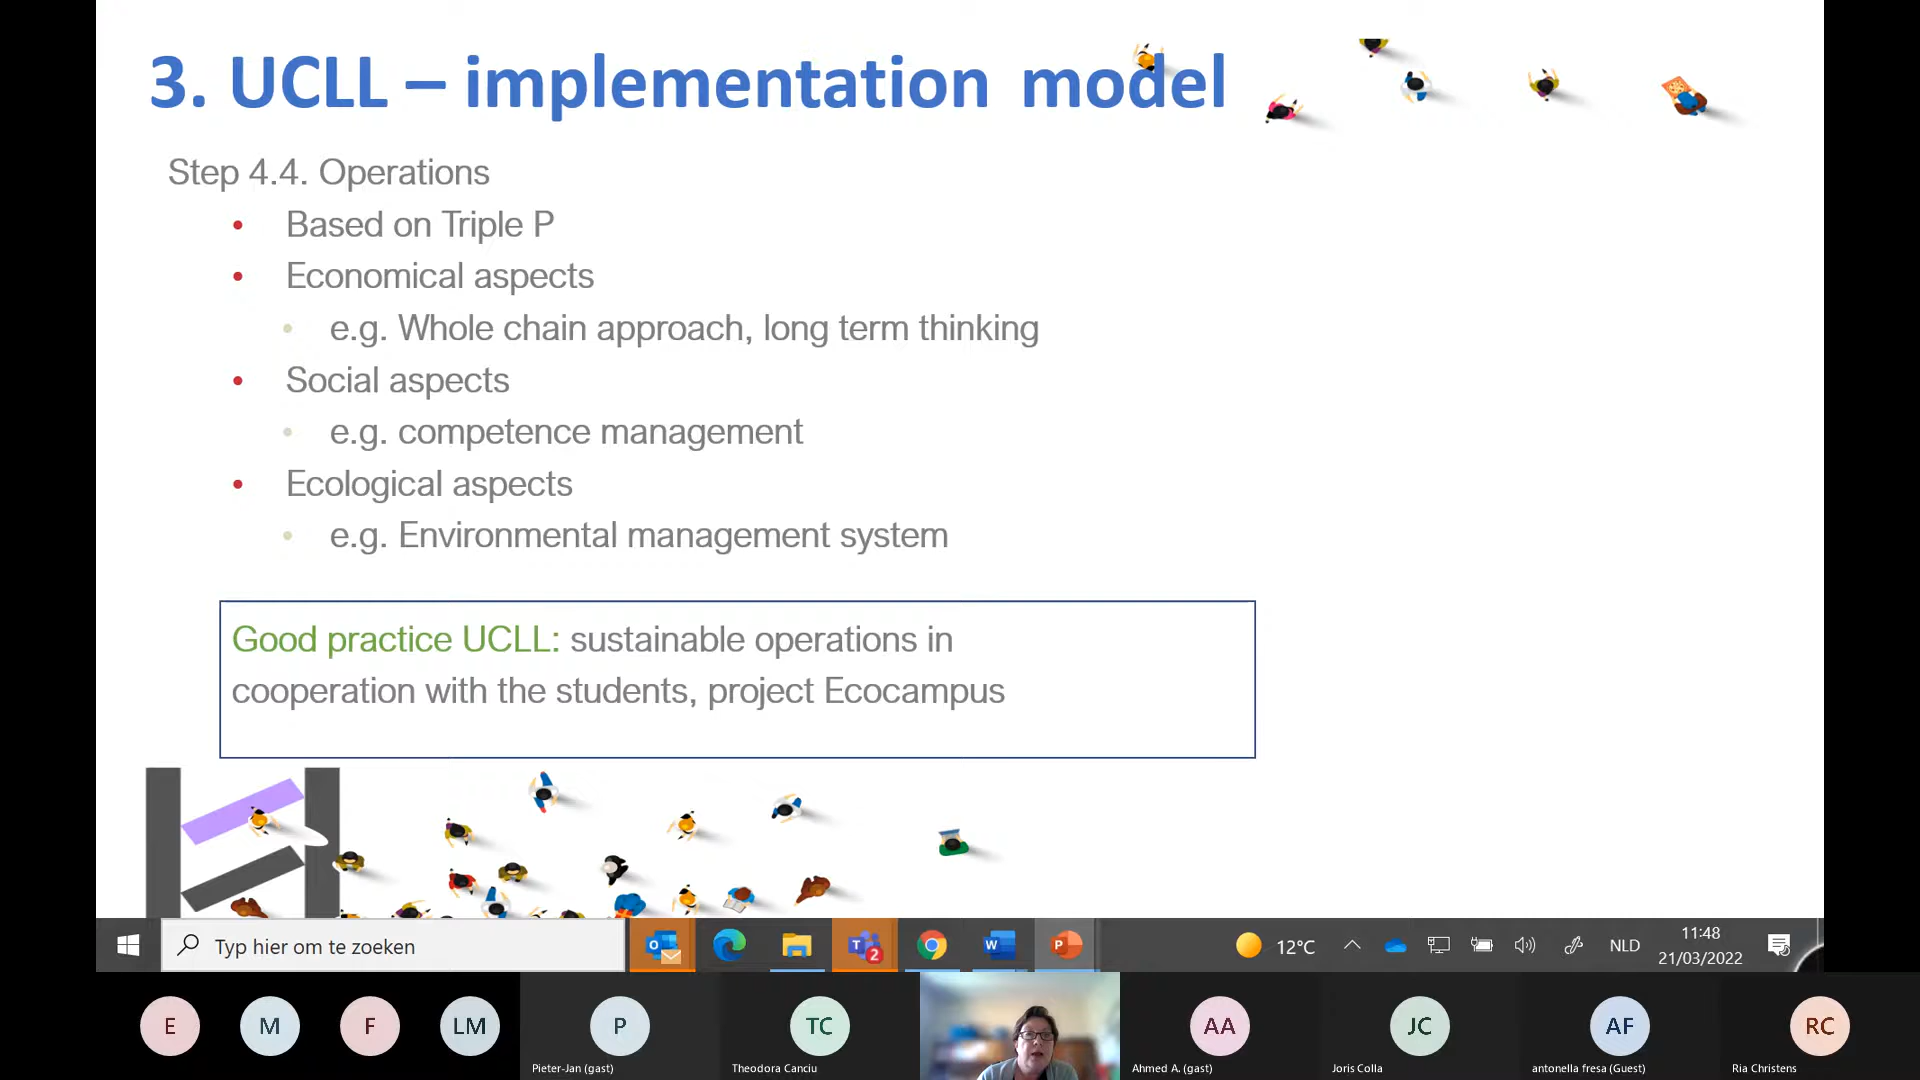 3. UCLL – implementation model
Step 4.4. Operations
• Based on Triple P
• Economical aspects
• e.g. Whole chain approach, long term thinking
• Social aspects
• e.g. competence management
• Ecological aspects
• e.g. Environmental management system
Good practice UCLL: sustainable operations in
cooperation with the students, project Ecocampus
Typ hier om te zoeken
12°C
NLD
11:48
21/03/2022
2
E
M
F
LM
P
TC
AA
JC
AF
RC
Pieter-Jan (gast)
Theodora Canciu
Ahmed A. (gast)
Joris Colla
antonella fresa (Guest)
Ria Christens